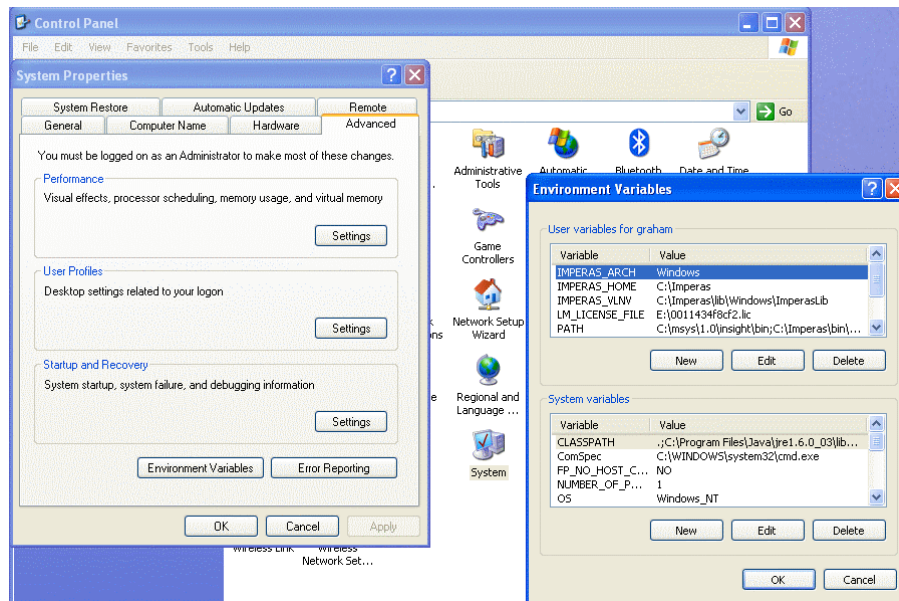 Control Panel
File Edit View Favorites Tools Help
Go
System Properties
System Restore Automatic Updates Remote
General Computer Name Hardware Advanced
You must be logged on as an Administrator to make most of these changes.
Performance
Visual effects, processor scheduling, memory usage, and virtual memory
Settings
User Profiles
Desktop settings related to your logon
Settings
Startup and Recovery
System startup, system failure, and debugging information
Settings
Environment Variables Error Reporting
OK Cancel Apply
Administrative Tools
Automatic
Bluetooth
Date and Time
Game Controllers
Network Setup Wizard
Regional and Language ...
System
Wireless Link
Wireless Network Set...
Environment Variables
User variables for graham
Variable Value
IMPERAS_ARCH Windows
IMPERAS_HOME C:\Imperas
IMPERAS_VLNV C:\Imperas\lib\Windows\ImperasLib
LM_LICENSE_FILE E:\0011434f8cf2.lic
PATH C:\msys\1.0\insight\bin;C:\Imperas\bin\...
New Edit Delete
System variables
Variable Value
CLASSPATH .;C:\Program Files\Java\jre1.6.0_03\lib...
ComSpec C:\WINDOWS\system32\cmd.exe
FP_NO_HOST_C... NO
NUMBER_OF_P... 1
OS Windows_NT
New Edit Delete
OK Cancel